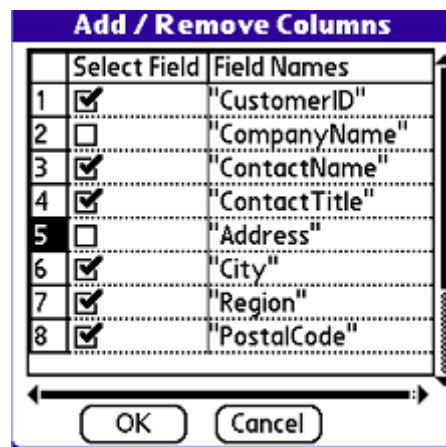 Add / Remove Columns
Select Field Field Names
1 "CustomerID"
2 "CompanyName"
3 "ContactName"
4 "ContactTitle"
5 "Address"
6 "City"
7 "Region"
8 "PostalCode"
OK Cancel